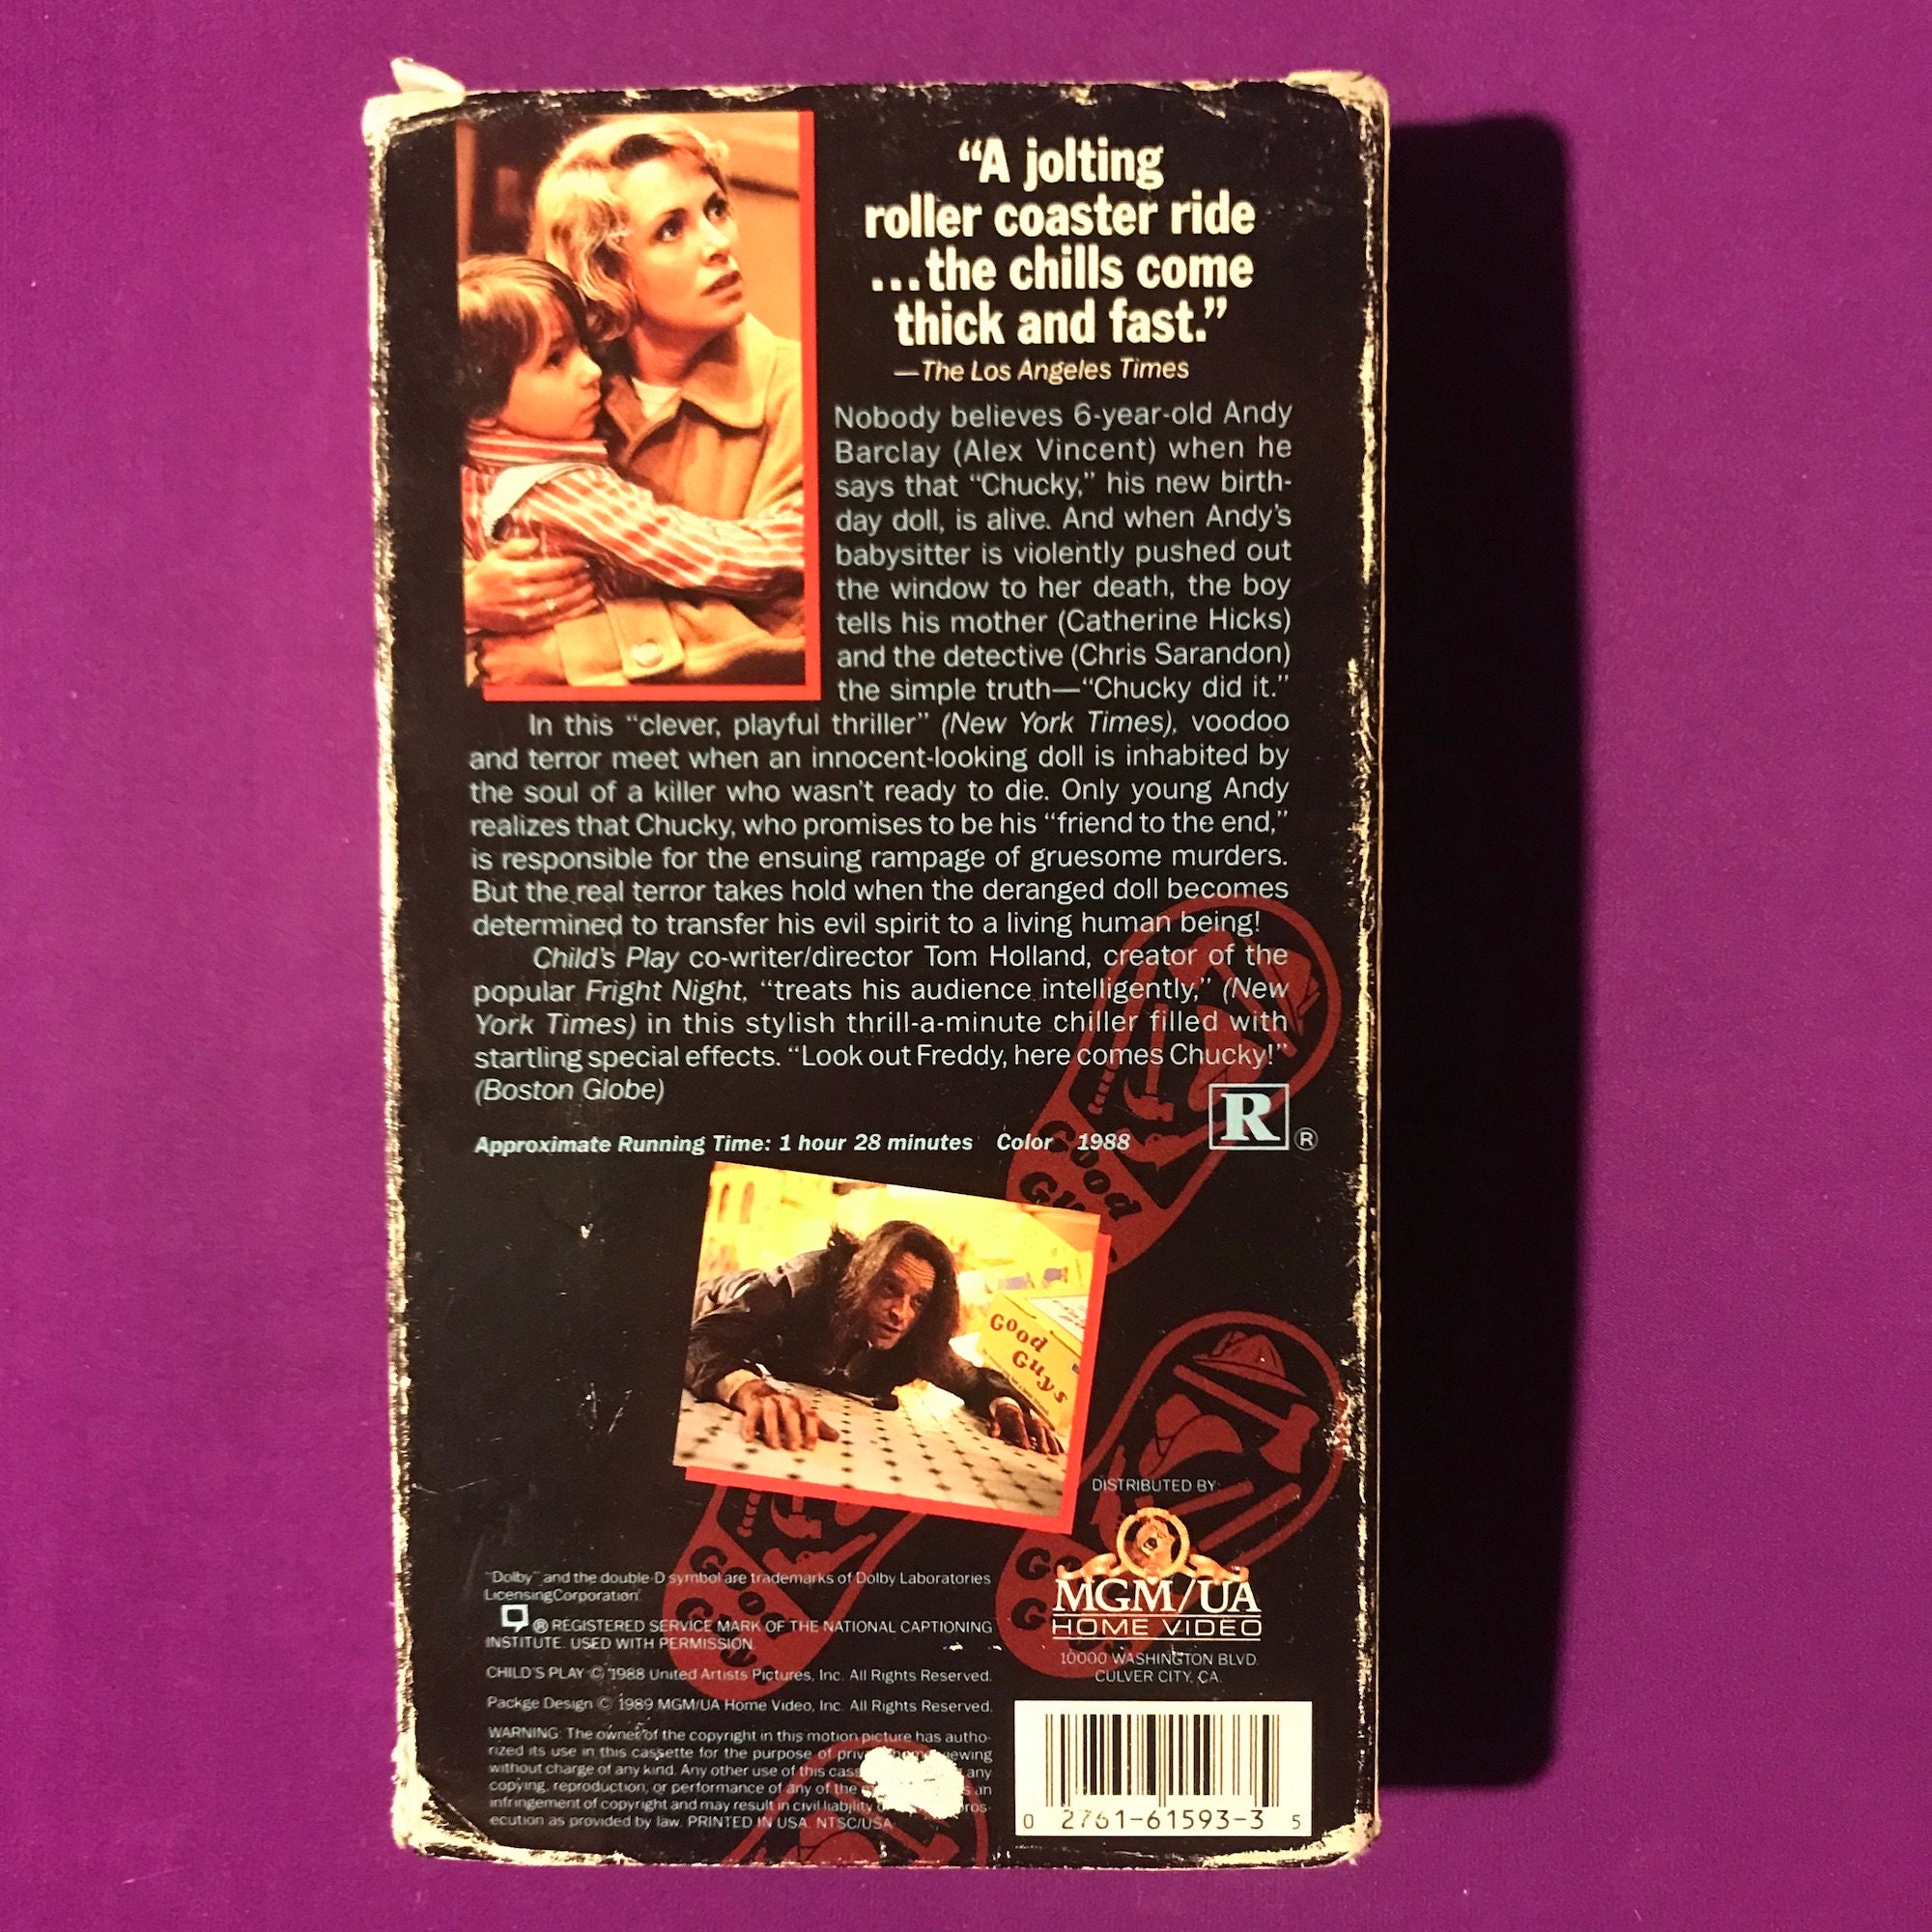 “A jolting
roller coaster ride
...the chills come
thick and fast.”
—The Los Angeles Times
Nobody believes 6-year-old Andy
Barclay (Alex Vincent) when he
says that “Chucky,” his new birth-
day doll, is alive. And when Andy's
babysitter is violently pushed out
the window to her death, the boy
tells his mother (Catherine Hicks)
and the detective (Chris Sarandon)
the simple truth—“Chucky did it.”
In this “clever, playful thriller” (New York Times), voodoo
and terror meet when an innocent-looking doll is inhabited by
the soul of a killer who wasn't ready to die. Only young Andy
realizes that Chucky, who promises to be his “friend to the end,”
is responsible for the ensuing rampage of gruesome murders.
But the real terror takes hold when the deranged doll becomes
determined to transfer his evil spirit to a living human being!
Child's Play co-writer/director Tom Holland, creator of the
popular Fright Night, “treats his audience intelligently,” (New
York Times) in this stylish thrill-a-minute chiller filled with
startling special effects. “Look out Freddy, here comes Chucky!”
(Boston Globe)
Approximate Running Time: 1 hour 28 minutes Color 1988
R ®
Good
Guys
Good
Guys
DISTRIBUTED BY:
MGM/UA
HOME VIDEO
10000 WASHINGTON BLVD.
CULVER CITY, CA.
“Dolby” and the double-D symbol are trademarks of Dolby Laboratories
Licensing Corporation.
® REGISTERED SERVICE MARK OF THE NATIONAL CAPTIONING
INSTITUTE. USED WITH PERMISSION.
CHILD'S PLAY © 1988 United Artists Pictures, Inc. All Rights Reserved.
Packge Design © 1989 MGM/UA Home Video, Inc. All Rights Reserved.
WARNING: The owner of the copyright in this motion picture has autho-
rized its use in this cassette for the purpose of
without charge of any kind. Any other use of this any
copying, reproduction, or performance of any of the an
infringement of copyright and may result in civil liability
ecution as provided by law. PRINTED IN USA. NTSC/USA
0 2761-61593-3 5